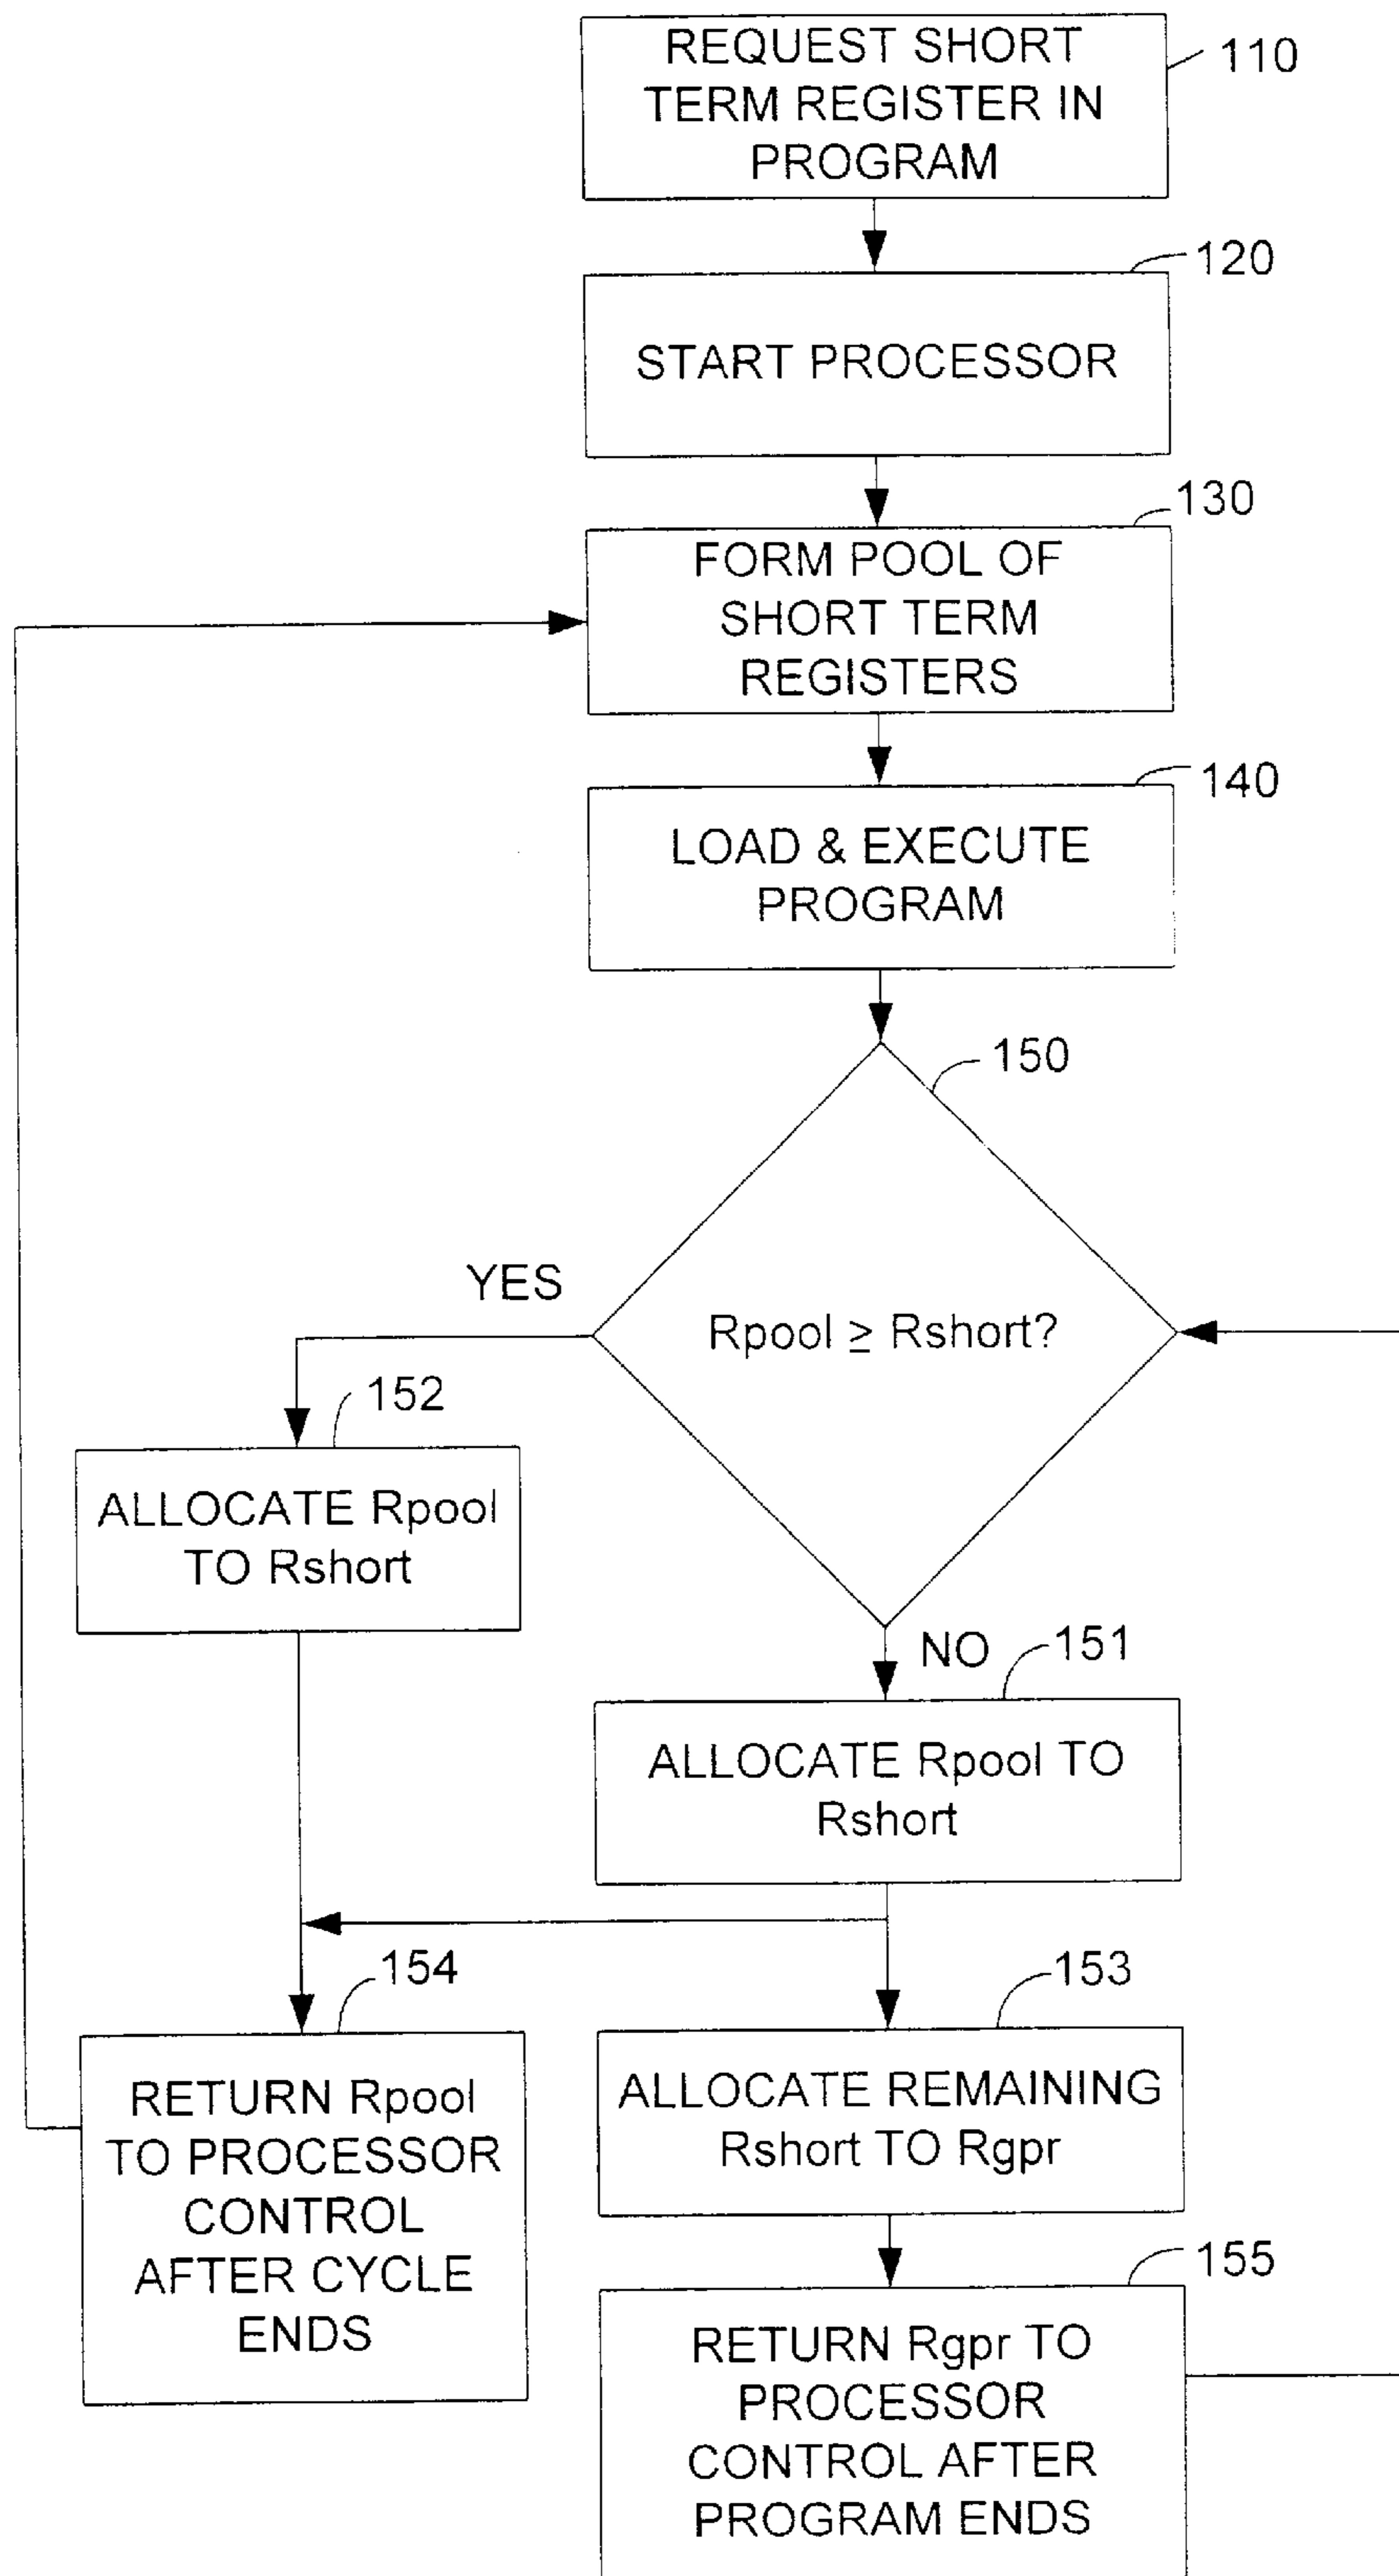 REQUEST SHORT
TERM REGISTER IN
PROGRAM
110
120
START PROCESSOR
130
FORM POOL OF
SHORT TERM
REGISTERS
140
LOAD & EXECUTE
PROGRAM
150
YES
Rpool ≥ Rshort?
152
ALLOCATE Rpool
TO Rshort
NO
151
ALLOCATE Rpool TO
Rshort
154
153
RETURN Rpool
TO PROCESSOR
CONTROL
AFTER CYCLE
ENDS
ALLOCATE REMAINING
Rshort TO Rgpr
155
RETURN Rgpr TO
PROCESSOR
CONTROL AFTER
PROGRAM ENDS